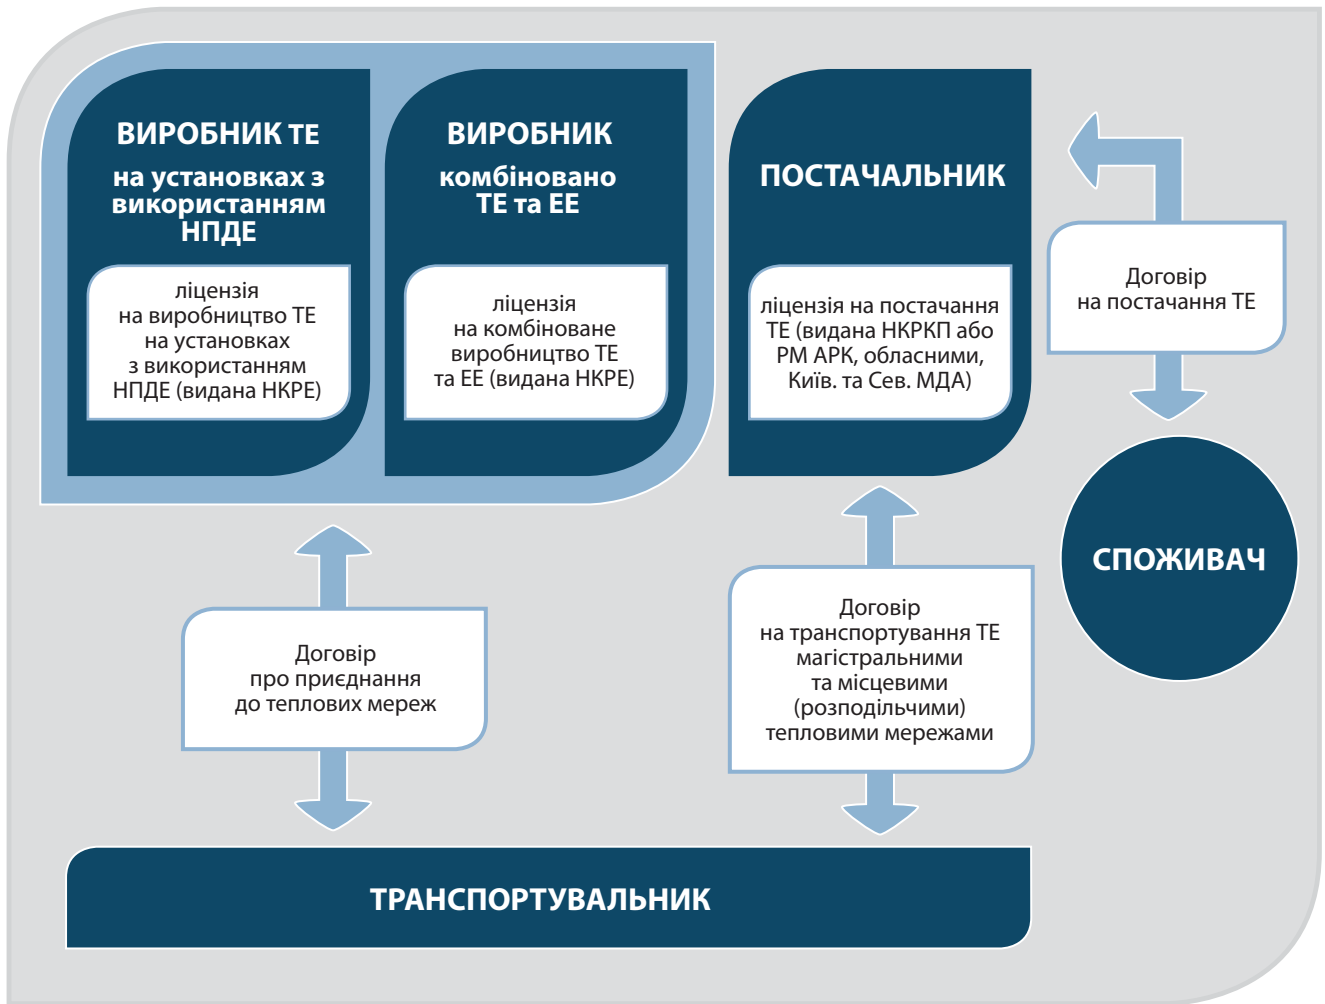 ВИРОБНИК ТЕ
на установках з
використанням
НПДЕ
ліцензія
на виробництво ТЕ
на установках
з використанням
НПДЕ (видана НКРЕ)
ВИРОБНИК
комбіновано
ТЕ та ЕЕ
ліцензія
на комбіноване
виробництво ТЕ
та ЕЕ (видана НКРЕ)
ПОСТАЧАЛЬНИК
ліцензія на постачання
ТЕ (видана НКРКП або
РМ АРК, обласними,
Київ. та Сев. МДА)
Договір
на постачання ТЕ
СПОЖИВАЧ
Договір
про приєднання
до теплових мереж
Договір
на транспортування ТЕ
магістральними
та місцевими
(розподільчими)
тепловими мережами
ТРАНСПОРТУВАЛЬНИК